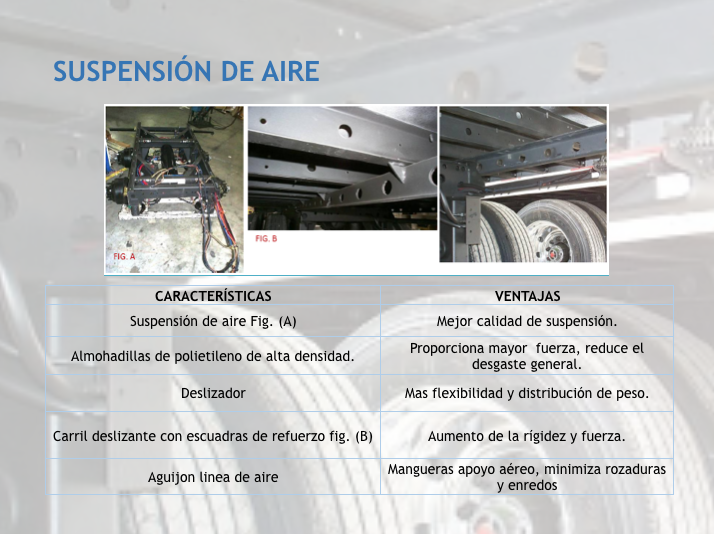 SUSPENSIÓN DE AIRE
FIG. A
FIG. B
CARACTERÍSTICAS
VENTAJAS
Suspensión de aire Fig. (A)
Mejor calidad de suspensión.
Almohadillas de polietileno de alta densidad.
Proporciona mayor fuerza, reduce el
desgaste general.
Deslizador
Mas flexibilidad y distribución de peso.
Carril deslizante con escuadras de refuerzo fig. (B)
Aumento de la rígidez y fuerza.
Aguijon linea de aire
Mangueras apoyo aéreo, minimiza rozaduras
y enredos